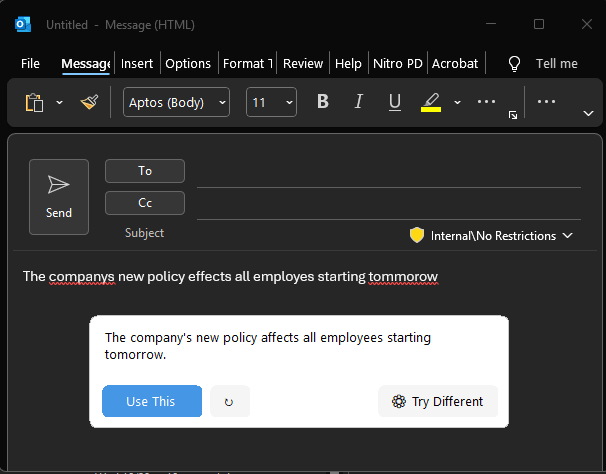 Untitled - Message (HTML)
File Message Insert Options Format T Review Help Nitro PD Acrobat Tell me
Aptos (Body) 11 B I U
Send
To
Cc
Subject
Internal\No Restrictions
The companys new policy effects all employes starting tommorow
The company's new policy affects all employees starting
tomorrow.
Use This Try Different